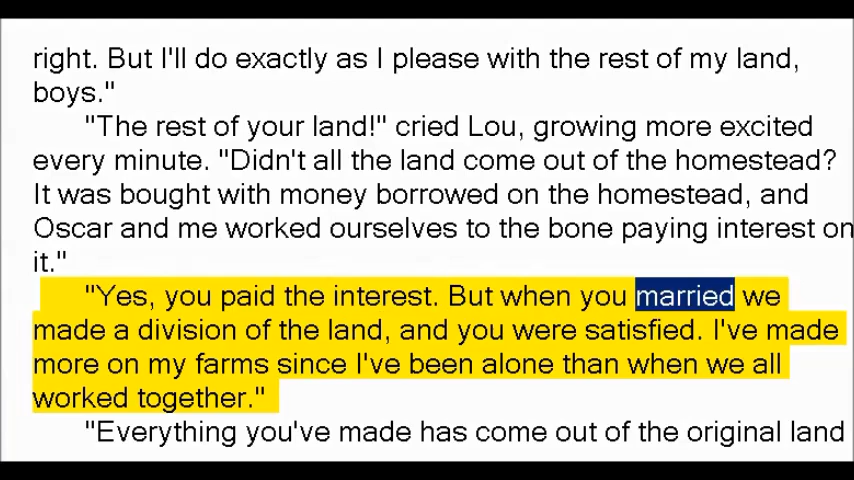 right. But I'll do exactly as I please with the rest of my land,
boys."
"The rest of your land!" cried Lou, growing more excited
every minute. "Didn't all the land come out of the homestead?
It was bought with money borrowed on the homestead, and
Oscar and me worked ourselves to the bone paying interest on
it."
"Yes, you paid the interest. But when you married we
made a division of the land, and you were satisfied. I've made
more on my farms since I've been alone than when we all
worked together."
"Everything you've made has come out of the original land